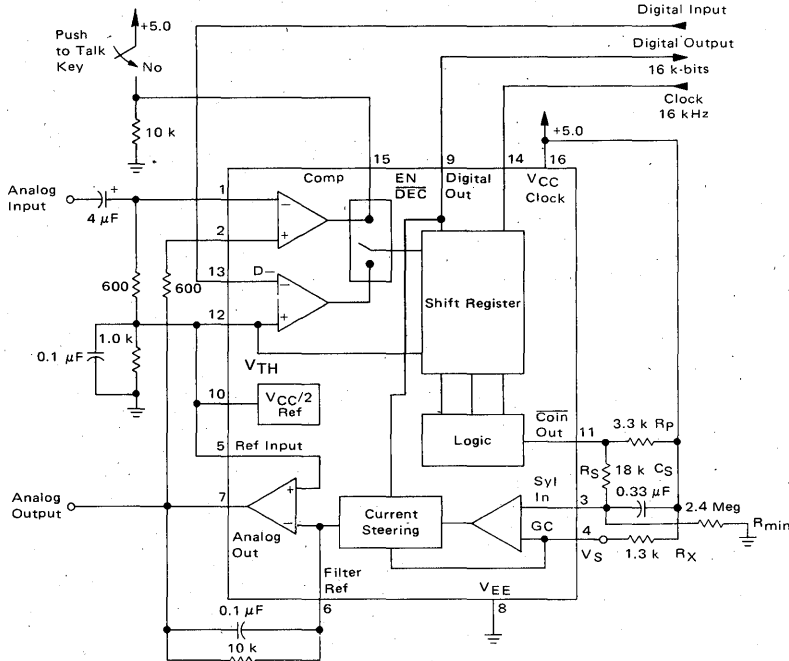 Push
to Talk
Key
+5.0
No
10 k
Digital Input
Digital Output
16 k-bits
Clock
16 kHz
+5.0
15
9
14
16
Comp
EN
DEC
Digital
Out
VCC
Clock
Analog
Input
4 μF
+
1
2
13
12
D−
−
+
−
+
600
600
0.1 μF
1.0 k
VTH
Shift Register
10
VCC/2
Ref
Logic
Coin
Out
11
3.3 k RP
5
Ref Input
RS
18 k
CS
Syl
In
3
0.33 μF
2.4 Meg
Rmin
Analog
Output
7
+
−
Analog
Out
Current
Steering
GC
4
VS
1.3 k
RX
Filter
Ref
6
VEE
8
0.1 μF
10 k